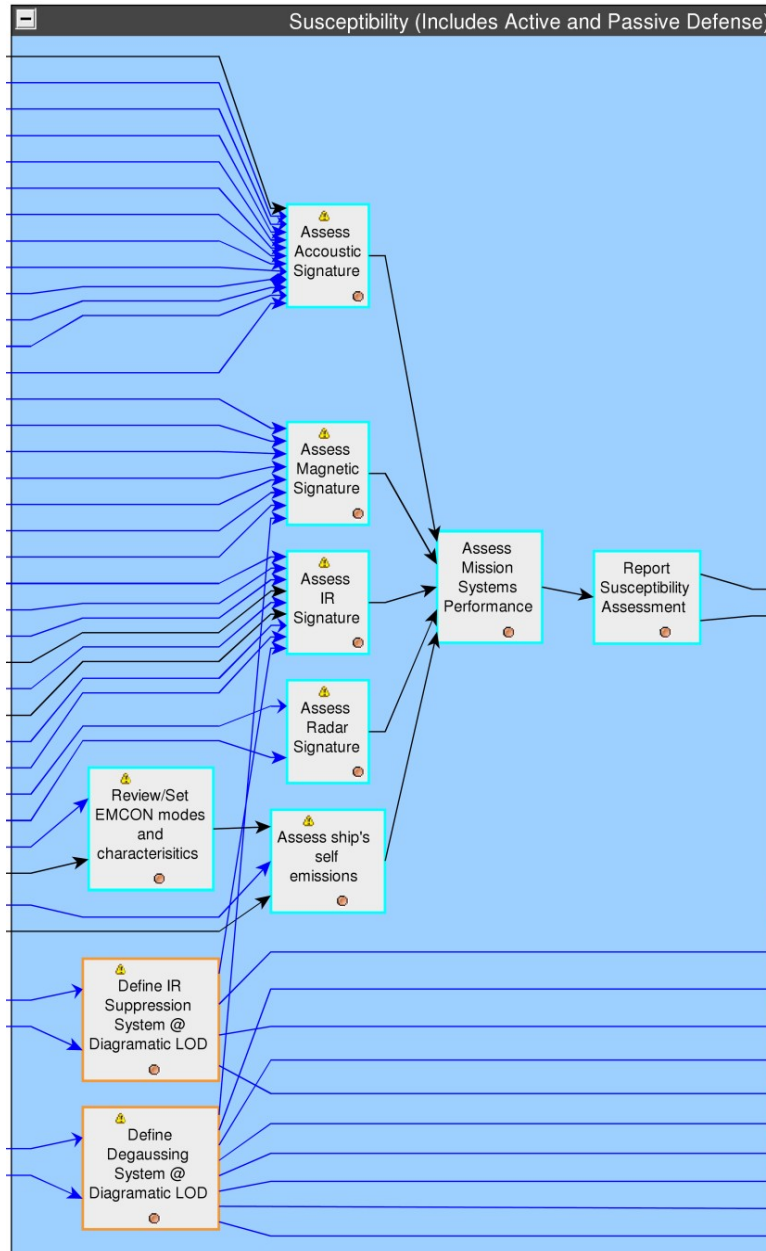 Susceptibility (Includes Active and Passive Defense)
Assess
Accoustic
Signature
Assess
Magnetic
Signature
Assess
IR
Signature
Assess
Mission
Systems
Performance
Report
Susceptibility
Assessment
Assess
Radar
Signature
Review/Set
EMCON modes
and
characterisitics
Assess ship's
self
emissions
Define IR
Suppression
System @
Diagramatic LOD
Define
Degaussing
System @
Diagramatic LOD